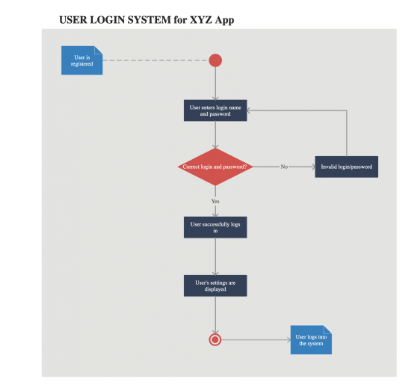 USER LOGIN SYSTEM for XYZ App
User is
registered
User enters login name
and password
Correct login and password?
No
Invalid login/password
Yes
User successfully logs
in
User's settings are
displayed
User logs into
the system